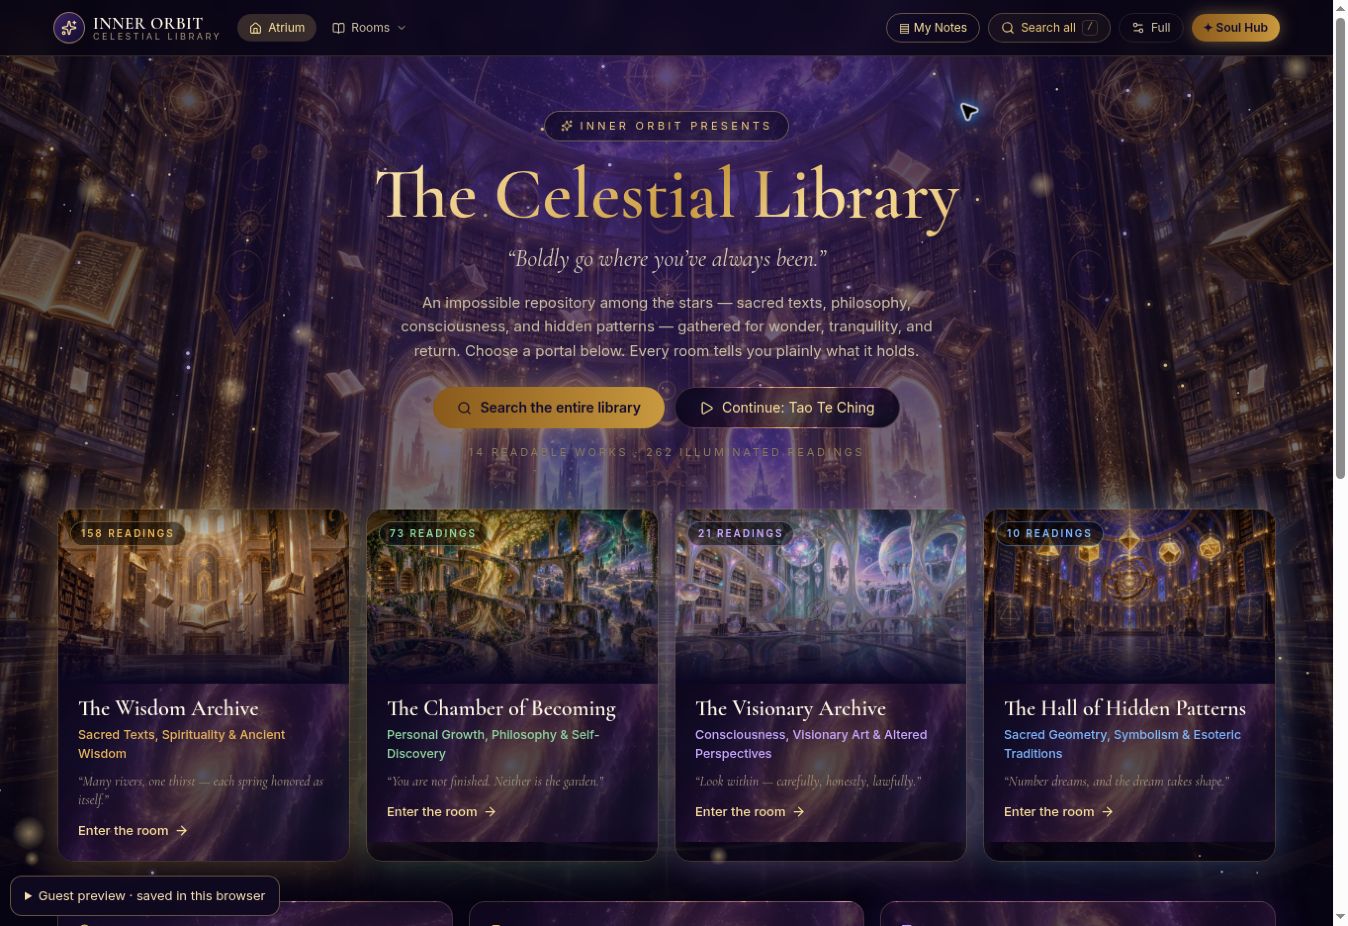 INNER ORBIT
CELESTIAL LIBRARY
Atrium
Rooms
My Notes
Search all /
Full
Soul Hub
INNER ORBIT PRESENTS
The Celestial Library
“Boldly go where you’ve always been.”
An impossible repository among the stars — sacred texts, philosophy,
consciousness, and hidden patterns — gathered for wonder, tranquility, and
return. Choose a portal below. Every room tells you plainly what it holds.
Search the entire library
Continue: Tao Te Ching
14 READABLE WORKS · 262 ILLUMINATED READINGS
158 READINGS
The Wisdom Archive
Sacred Texts, Spirituality & Ancient
Wisdom
“Many rivers, one thirst — each spring honored as
itself.”
Enter the room →
73 READINGS
The Chamber of Becoming
Personal Growth, Philosophy & Self-
Discovery
“You are not finished. Neither is the garden.”
Enter the room →
21 READINGS
The Visionary Archive
Consciousness, Visionary Art & Altered
Perspectives
“Look within — carefully, honestly, lawfully.”
Enter the room →
10 READINGS
The Hall of Hidden Patterns
Sacred Geometry, Symbolism & Esoteric
Traditions
“Number dreams, and the dream takes shape.”
Enter the room →
Guest preview · saved in this browser